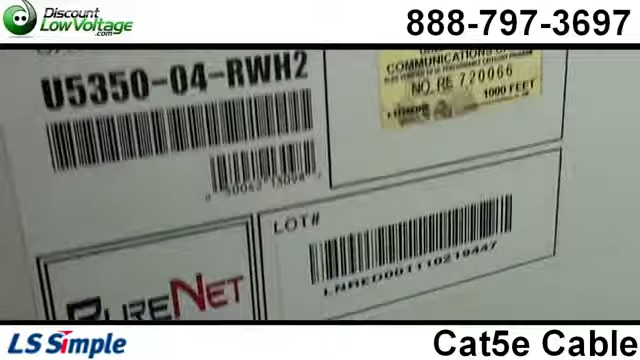 Discount
LowVoltage
.com
888-797-3697
U5350-04-RWH2
COMMUNICATIONS
NO. RE 720066
1000 FEET
LOT#
LNRED001110219447
PURENET
LS Simple
Cat5e Cable